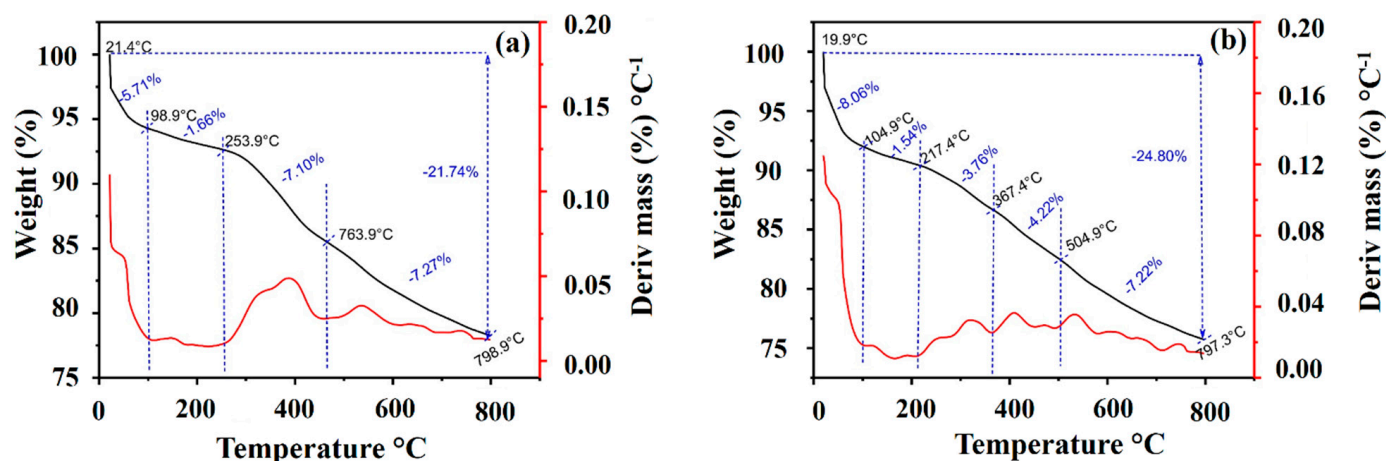 (a)
21.4°C
-5.71%
98.9°C
-1.66%
253.9°C
-7.10%
763.9°C
-7.27%
-21.74%
798.9°C
100
95
90
85
80
75
Weight (%)
0 200 400 600 800
Temperature °C
0.20
0.15
0.10
0.05
0.00
Deriv mass (%) °C-1
(b)
19.9°C
-8.06%
104.9°C
-1.54%
217.4°C
-3.76%
367.4°C
-4.22%
504.9°C
-7.22%
-24.80%
797.3°C
100
95
90
85
80
75
Weight (%)
0 200 400 600 800
Temperature °C
0.20
0.16
0.12
0.08
0.04
0.00
Deriv mass (%) °C-1